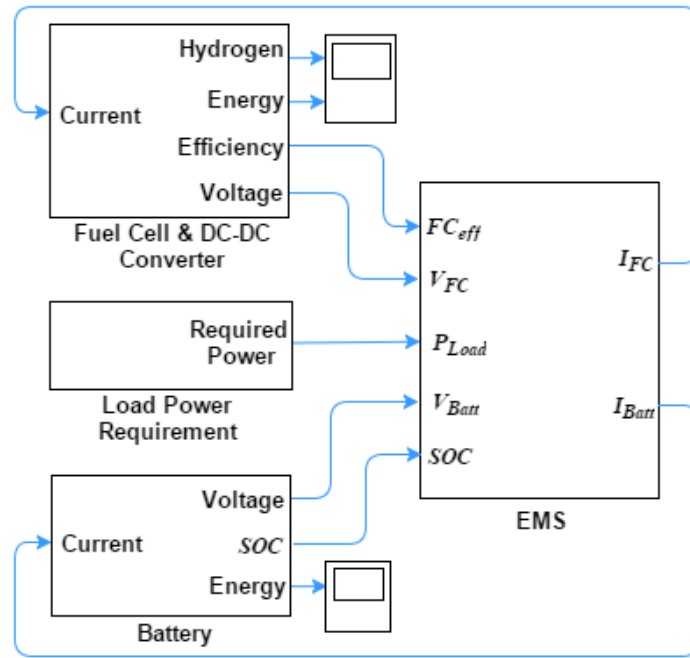 Hydrogen
Current
Energy
Efficiency
Voltage
Fuel Cell & DC-DC
Converter
Required
Power
Load Power
Requirement
Voltage
Current
SOC
Energy
Battery
FC_eff
V_FC
P_Load
V_Batt
SOC
I_FC
I_Batt
EMS